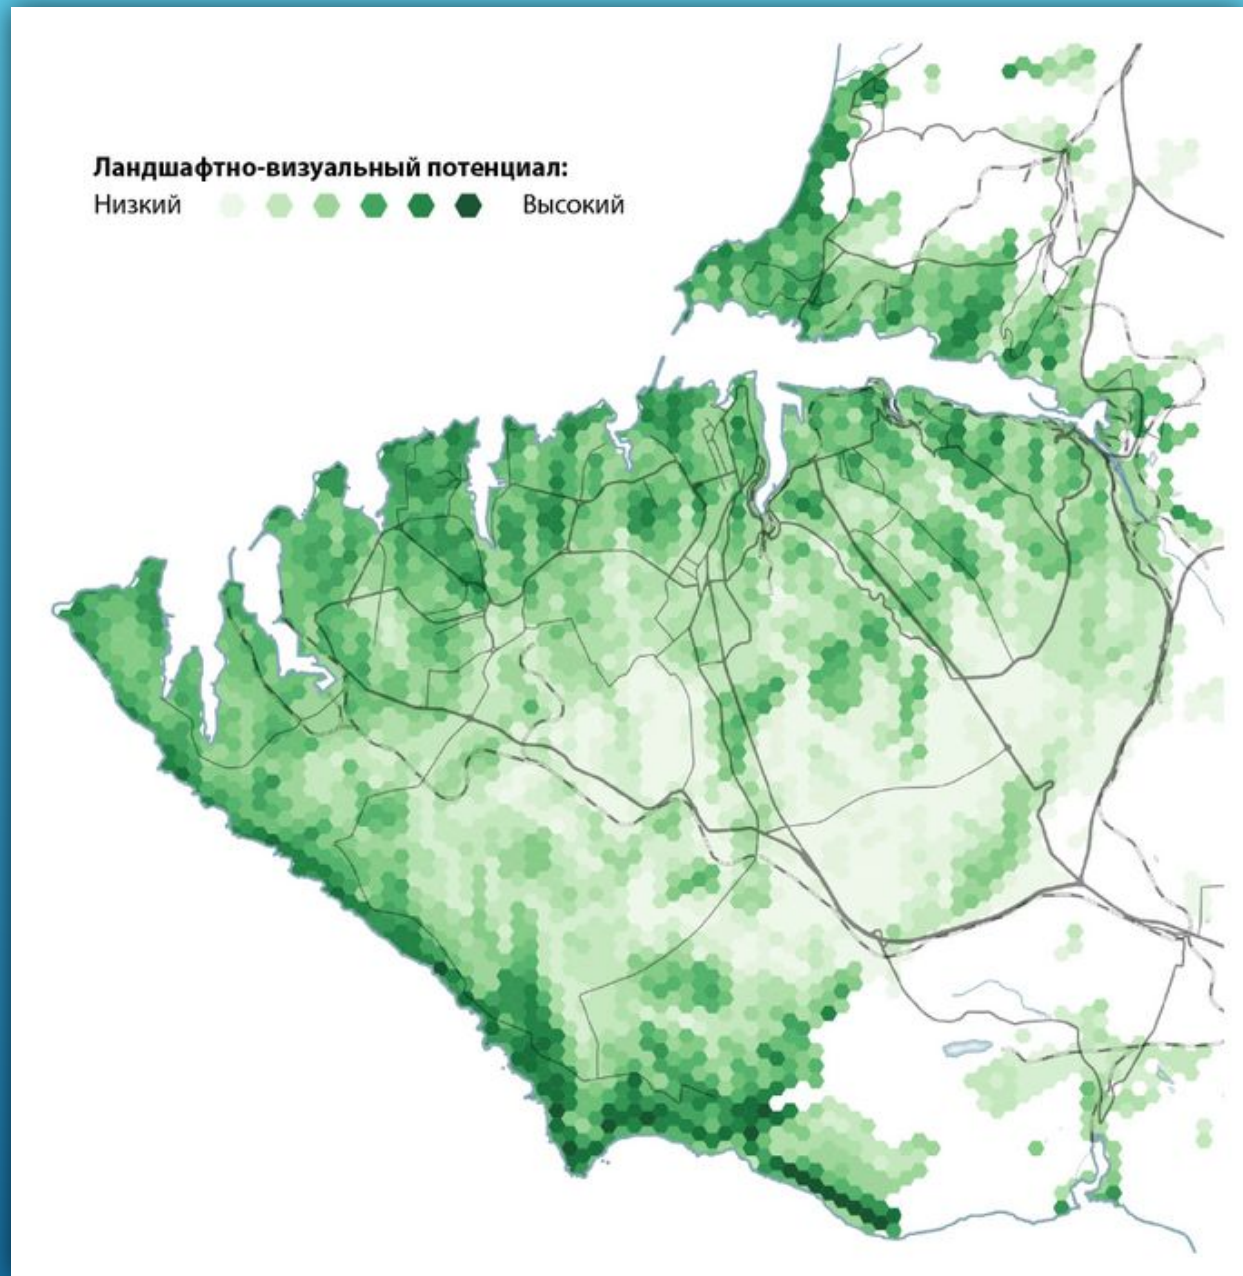 Ландшафтно-визуальный потенциал:
Низкий Высокий